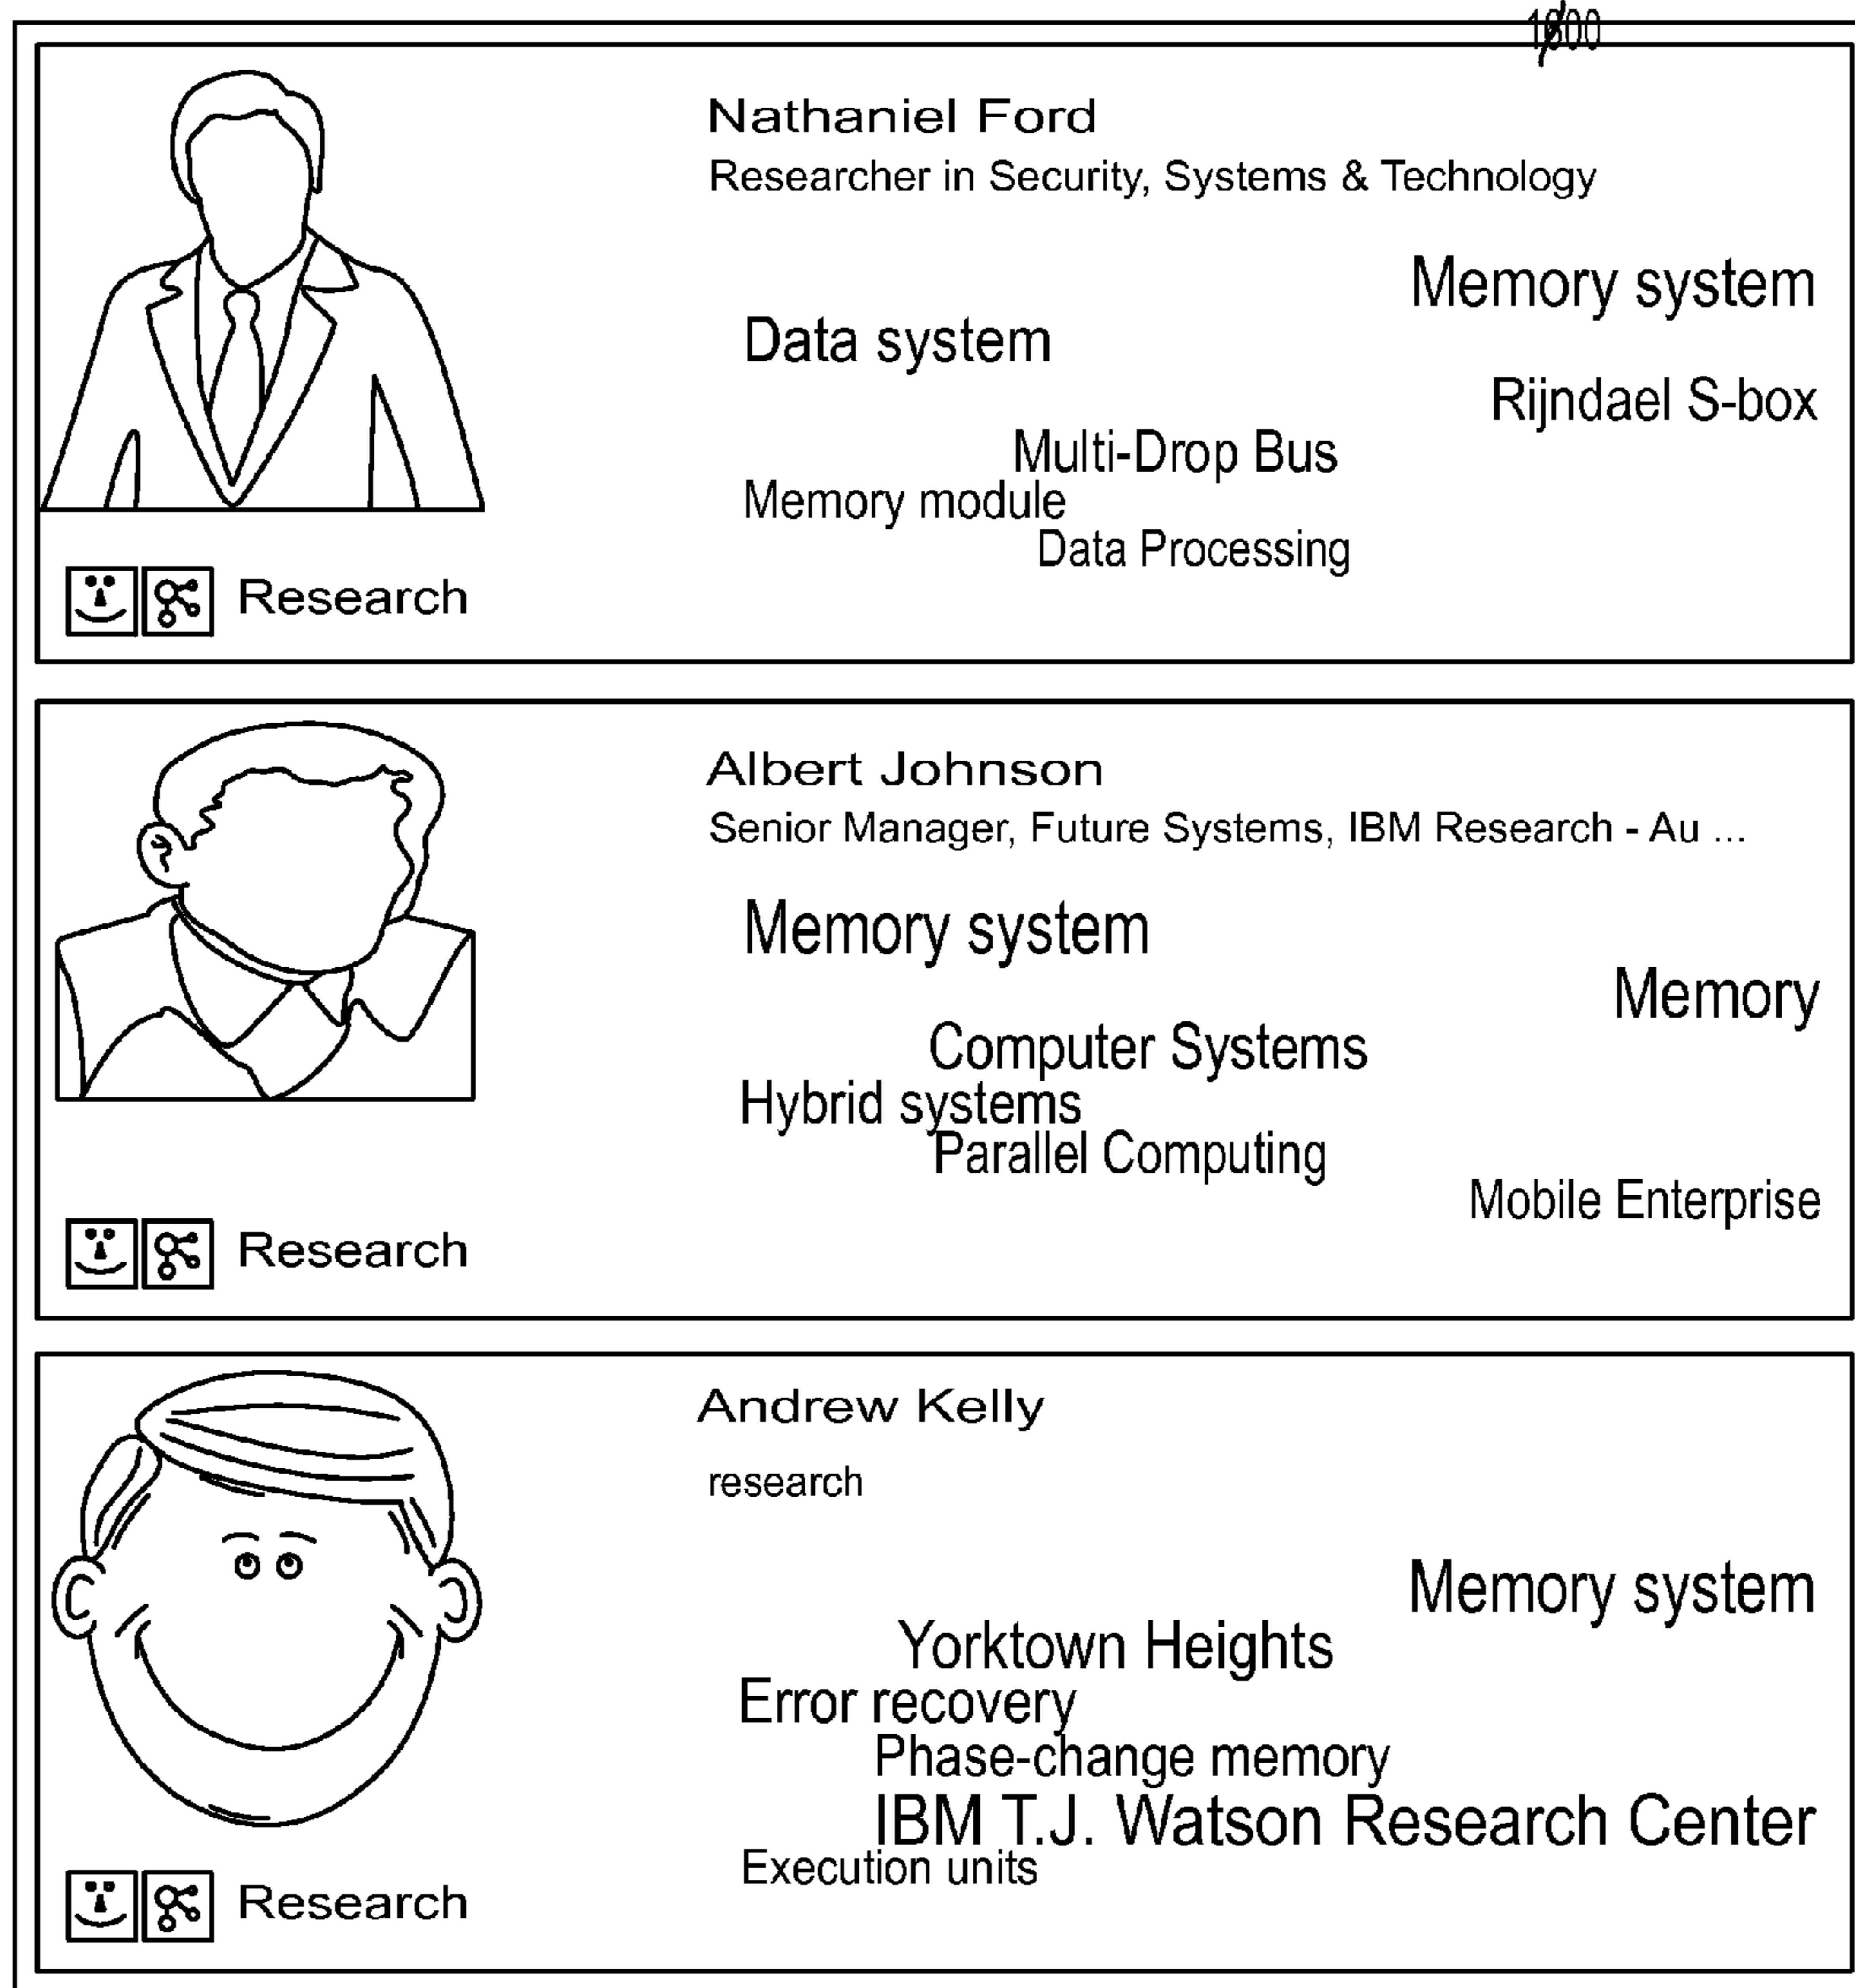 1800
Nathaniel Ford
Researcher in Security, Systems & Technology
Memory system
Data system
Rijndael S-box
Multi-Drop Bus
Memory module
Data Processing
Research
Albert Johnson
Senior Manager, Future Systems, IBM Research - Au ...
Memory system
Memory
Computer Systems
Hybrid systems
Parallel Computing
Mobile Enterprise
Research
Andrew Kelly
research
Memory system
Yorktown Heights
Error recovery
Phase-change memory
IBM T.J. Watson Research Center
Execution units
Research